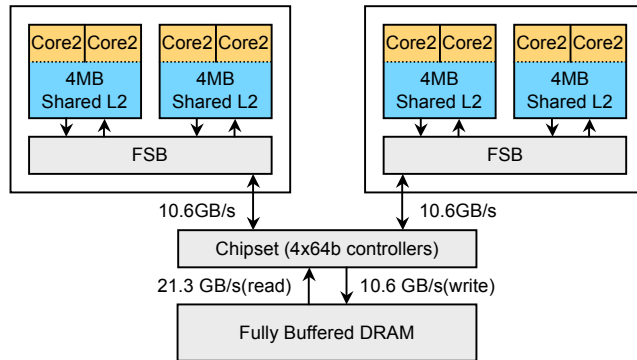 Core2 Core2 Core2 Core2 Core2 Core2 Core2 Core2
4MB 4MB 4MB 4MB
Shared L2 Shared L2 Shared L2 Shared L2
FSB FSB
10.6GB/s 10.6GB/s
Chipset (4x64b controllers)
21.3 GB/s(read) 10.6 GB/s(write)
Fully Buffered DRAM